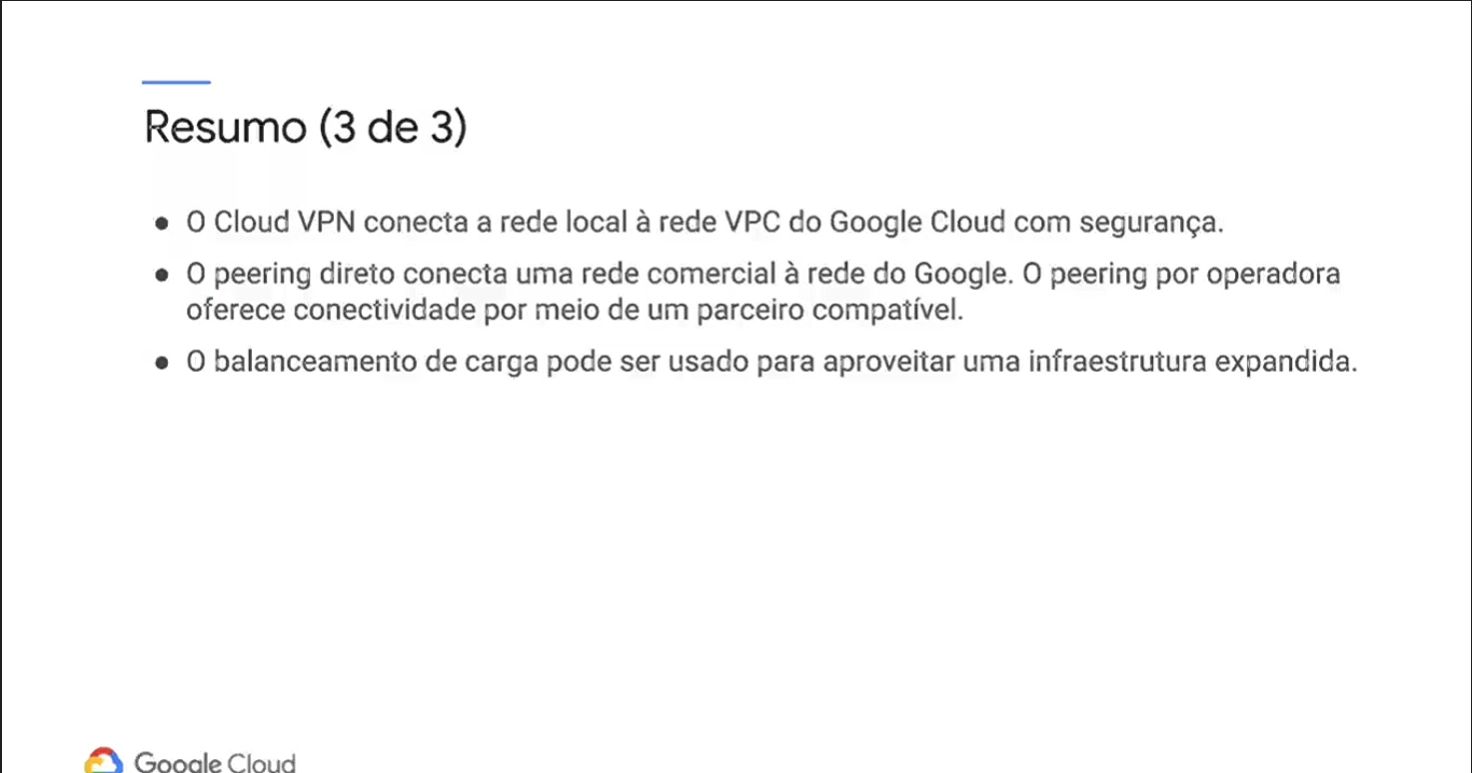 Resumo (3 de 3)
● O Cloud VPN conecta a rede local à rede VPC do Google Cloud com segurança.
● O peering direto conecta uma rede comercial à rede do Google. O peering por operadora
oferece conectividade por meio de um parceiro compatível.
● O balanceamento de carga pode ser usado para aproveitar uma infraestrutura expandida.
Google Cloud